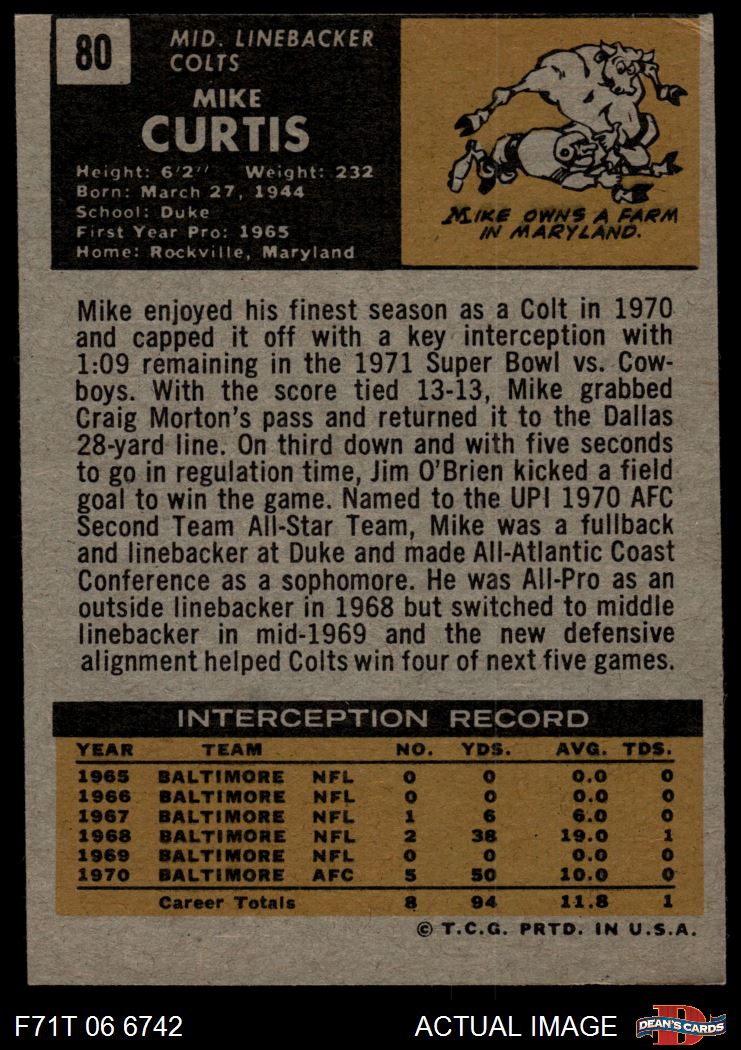 80
MID. LINEBACKER
COLTS
MIKE
CURTIS
Height: 6'2" Weight: 232
Born: March 27, 1944
School: Duke
First Year Pro: 1965
Home: Rockville, Maryland
MIKE OWNS A FARM
IN MARYLAND.
Mike enjoyed his finest season as a Colt in 1970
and capped it off with a key interception with
1:09 remaining in the 1971 Super Bowl vs. Cow-
boys. With the score tied 13-13, Mike grabbed
Craig Morton's pass and returned it to the Dallas
28-yard line. On third down and with five seconds
to go in regulation time, Jim O'Brien kicked a field
goal to win the game. Named to the UPI 1970 AFC
Second Team All-Star Team, Mike was a fullback
and linebacker at Duke and made All-Atlantic Coast
Conference as a sophomore. He was All-Pro as an
outside linebacker in 1968 but switched to middle
linebacker in mid-1969 and the new defensive
alignment helped Colts win four of next five games.
INTERCEPTION RECORD
YEAR TEAM NO. YDS. AVG. TDS.
1965 BALTIMORE NFL 0 0 0.0 0
1966 BALTIMORE NFL 0 0 0.0 0
1967 BALTIMORE NFL 1 6 6.0 0
1968 BALTIMORE NFL 2 38 19.0 1
1969 BALTIMORE NFL 0 0 0.0 0
1970 BALTIMORE AFC 5 50 10.0 0
Career Totals 8 94 11.8 1
© T.C.G. PRTD. IN U.S.A.
F71T 06 6742 ACTUAL IMAGE DEAN'S CARDS